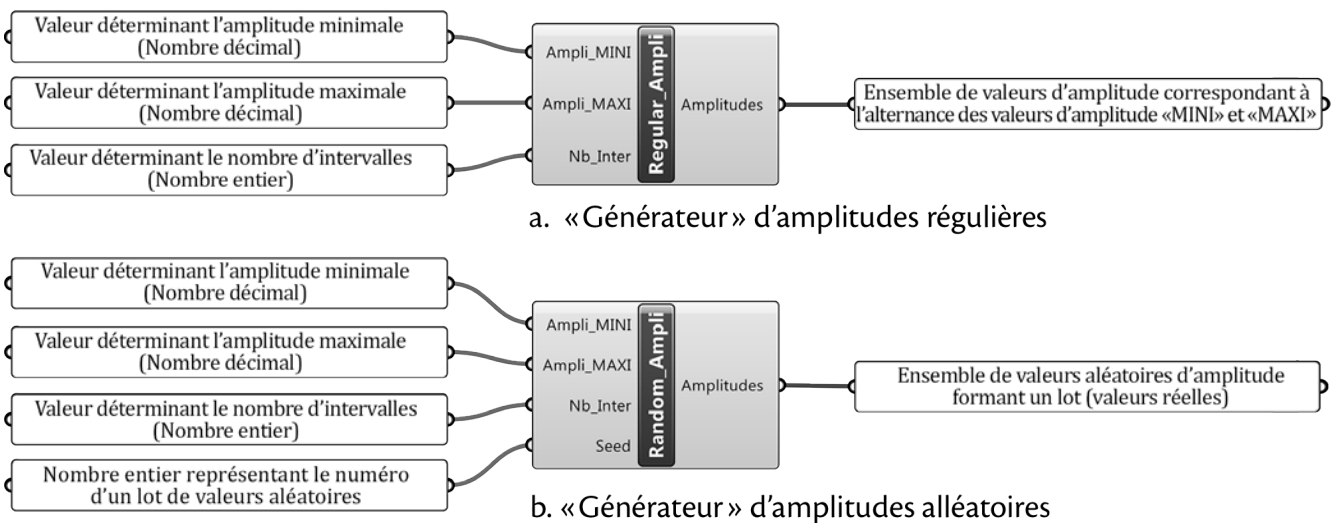 Valeur déterminant l'amplitude minimale
(Nombre décimal)
Valeur déterminant l'amplitude maximale
(Nombre décimal)
Valeur déterminant le nombre d'intervalles
(Nombre entier)
Ampli_MINI
Ampli_MAXI
Nb_Inter
Regular_Ampli
Amplitudes
Ensemble de valeurs d'amplitude correspondant à
l'alternance des valeurs d'amplitude «MINI» et «MAXI»
a. «Générateur» d'amplitudes régulières
Valeur déterminant l'amplitude minimale
(Nombre décimal)
Valeur déterminant l'amplitude maximale
(Nombre décimal)
Valeur déterminant le nombre d'intervalles
(Nombre entier)
Nombre entier représentant le numéro
d'un lot de valeurs aléatoires
Ampli_MINI
Ampli_MAXI
Nb_Inter
Seed
Random_Ampli
Amplitudes
Ensemble de valeurs aléatoires d'amplitude
formant un lot (valeurs réelles)
b. «Générateur» d'amplitudes alléatoires